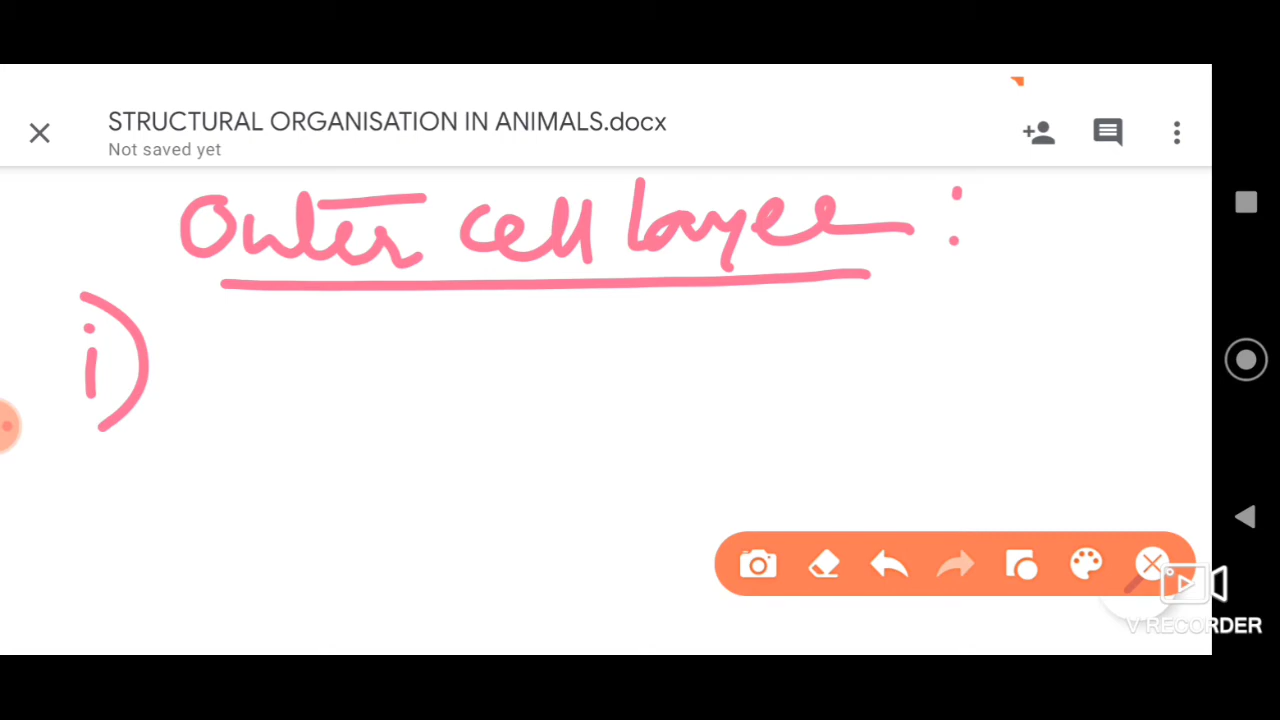 STRUCTURAL ORGANISATION IN ANIMALS.docx
Not saved yet
Outer cell layer :
i)
V RECORDER